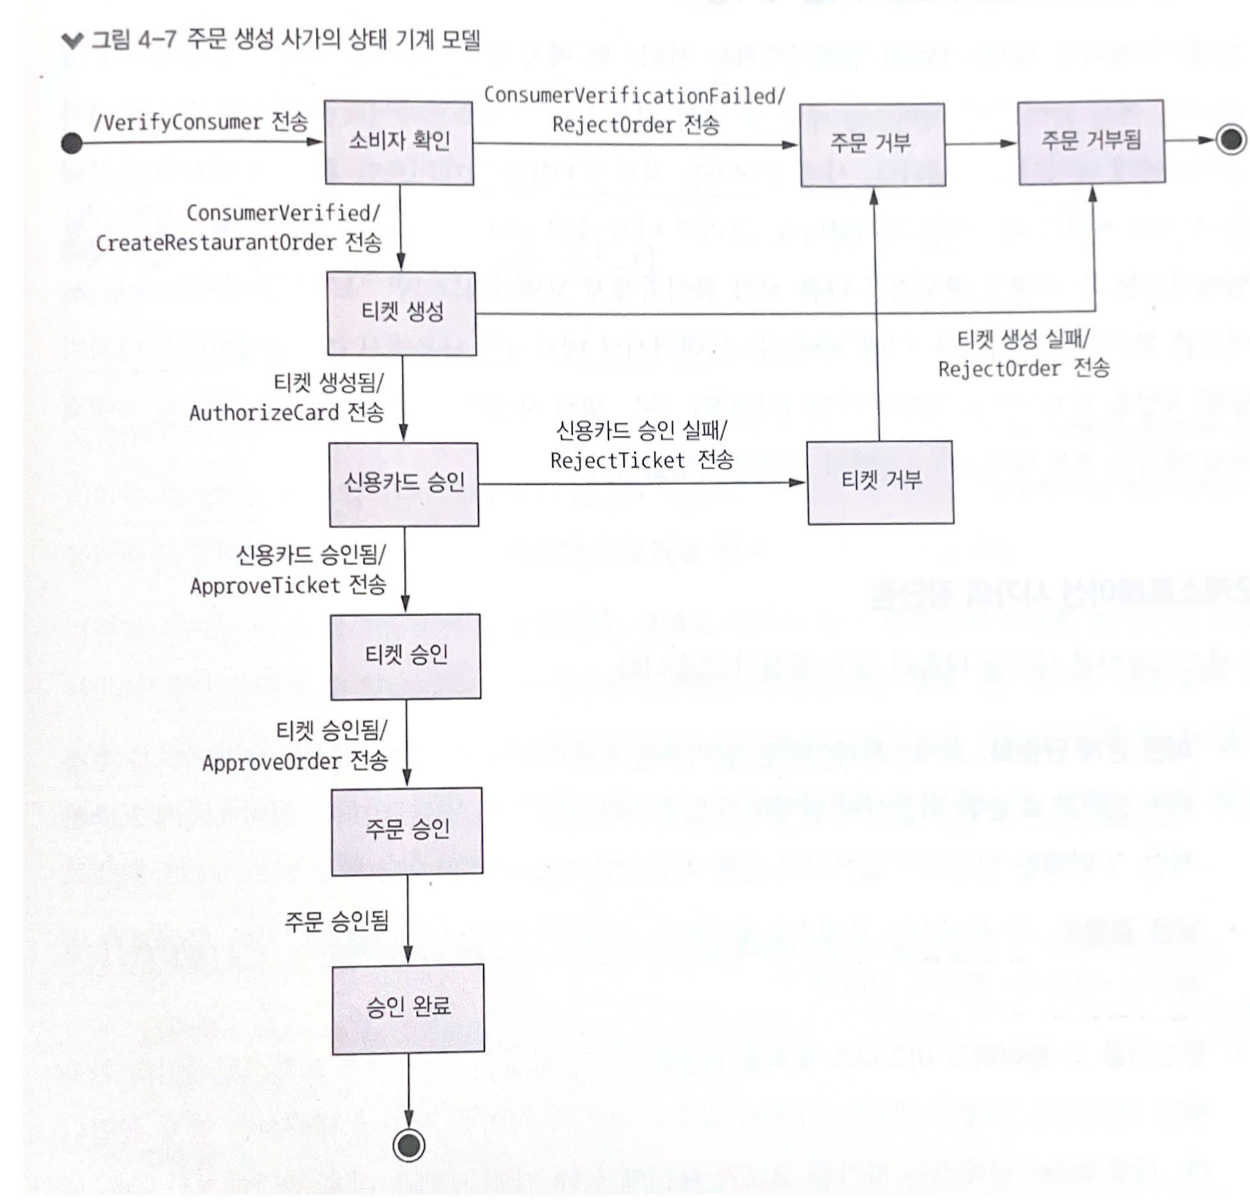 그림 4-7 주문 생성 사가의 상태 기계 모델
/VerifyConsumer 전송
소비자 확인
ConsumerVerificationFailed/
RejectOrder 전송
주문 거부
주문 거부됨
ConsumerVerified/
CreateRestaurantOrder 전송
티켓 생성
티켓 생성 실패/
RejectOrder 전송
티켓 생성됨/
AuthorizeCard 전송
신용카드 승인
신용카드 승인 실패/
RejectTicket 전송
티켓 거부
신용카드 승인됨/
ApproveTicket 전송
티켓 승인
티켓 승인됨/
ApproveOrder 전송
주문 승인
주문 승인됨
승인 완료